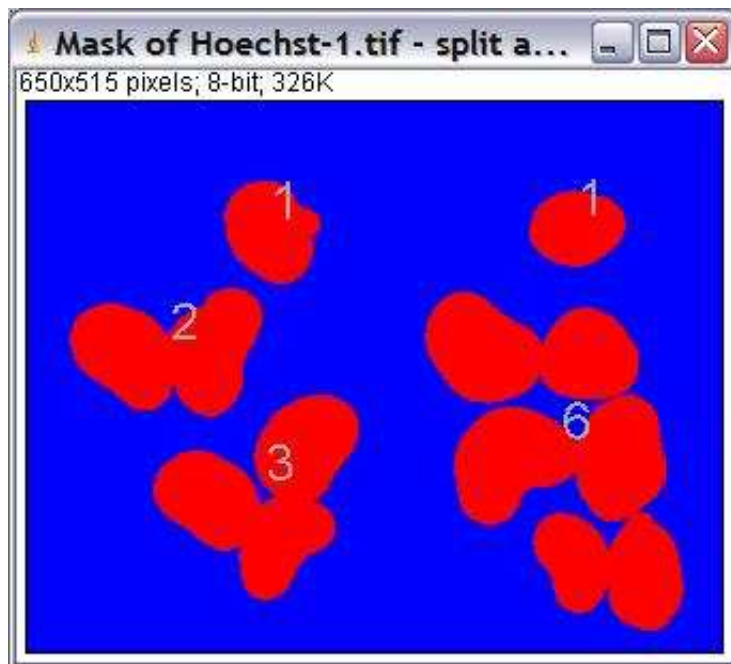 Mask of Hoechst-1.tif - split a...
650x515 pixels; 8-bit; 326K
1 1
2
3
6